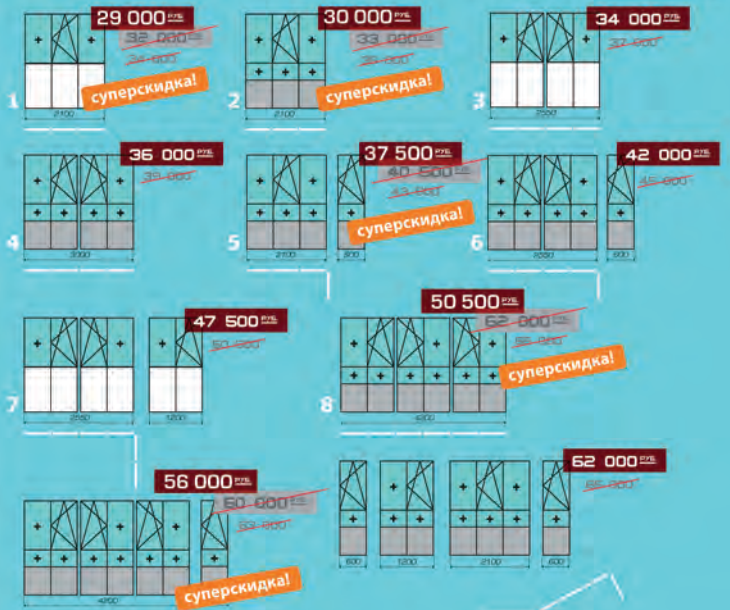 29 000 РУБ.
32 000
34 000
суперскидка!
1
2100
30 000 РУБ.
33 000
суперскидка!
2
2100
34 000 РУБ.
37 000
3
2550
36 000 РУБ.
39 000
4
3000
37 500 РУБ.
40 500
43 000
суперскидка!
5
2100
42 000 РУБ.
45 000
6
600
47 500 РУБ.
50 000
7
2550
1200
50 500 РУБ.
62 000
суперскидка!
8
4200
56 000 РУБ.
60 000
63 000
суперскидка!
4200
62 000 РУБ.
600
1200
2100
600